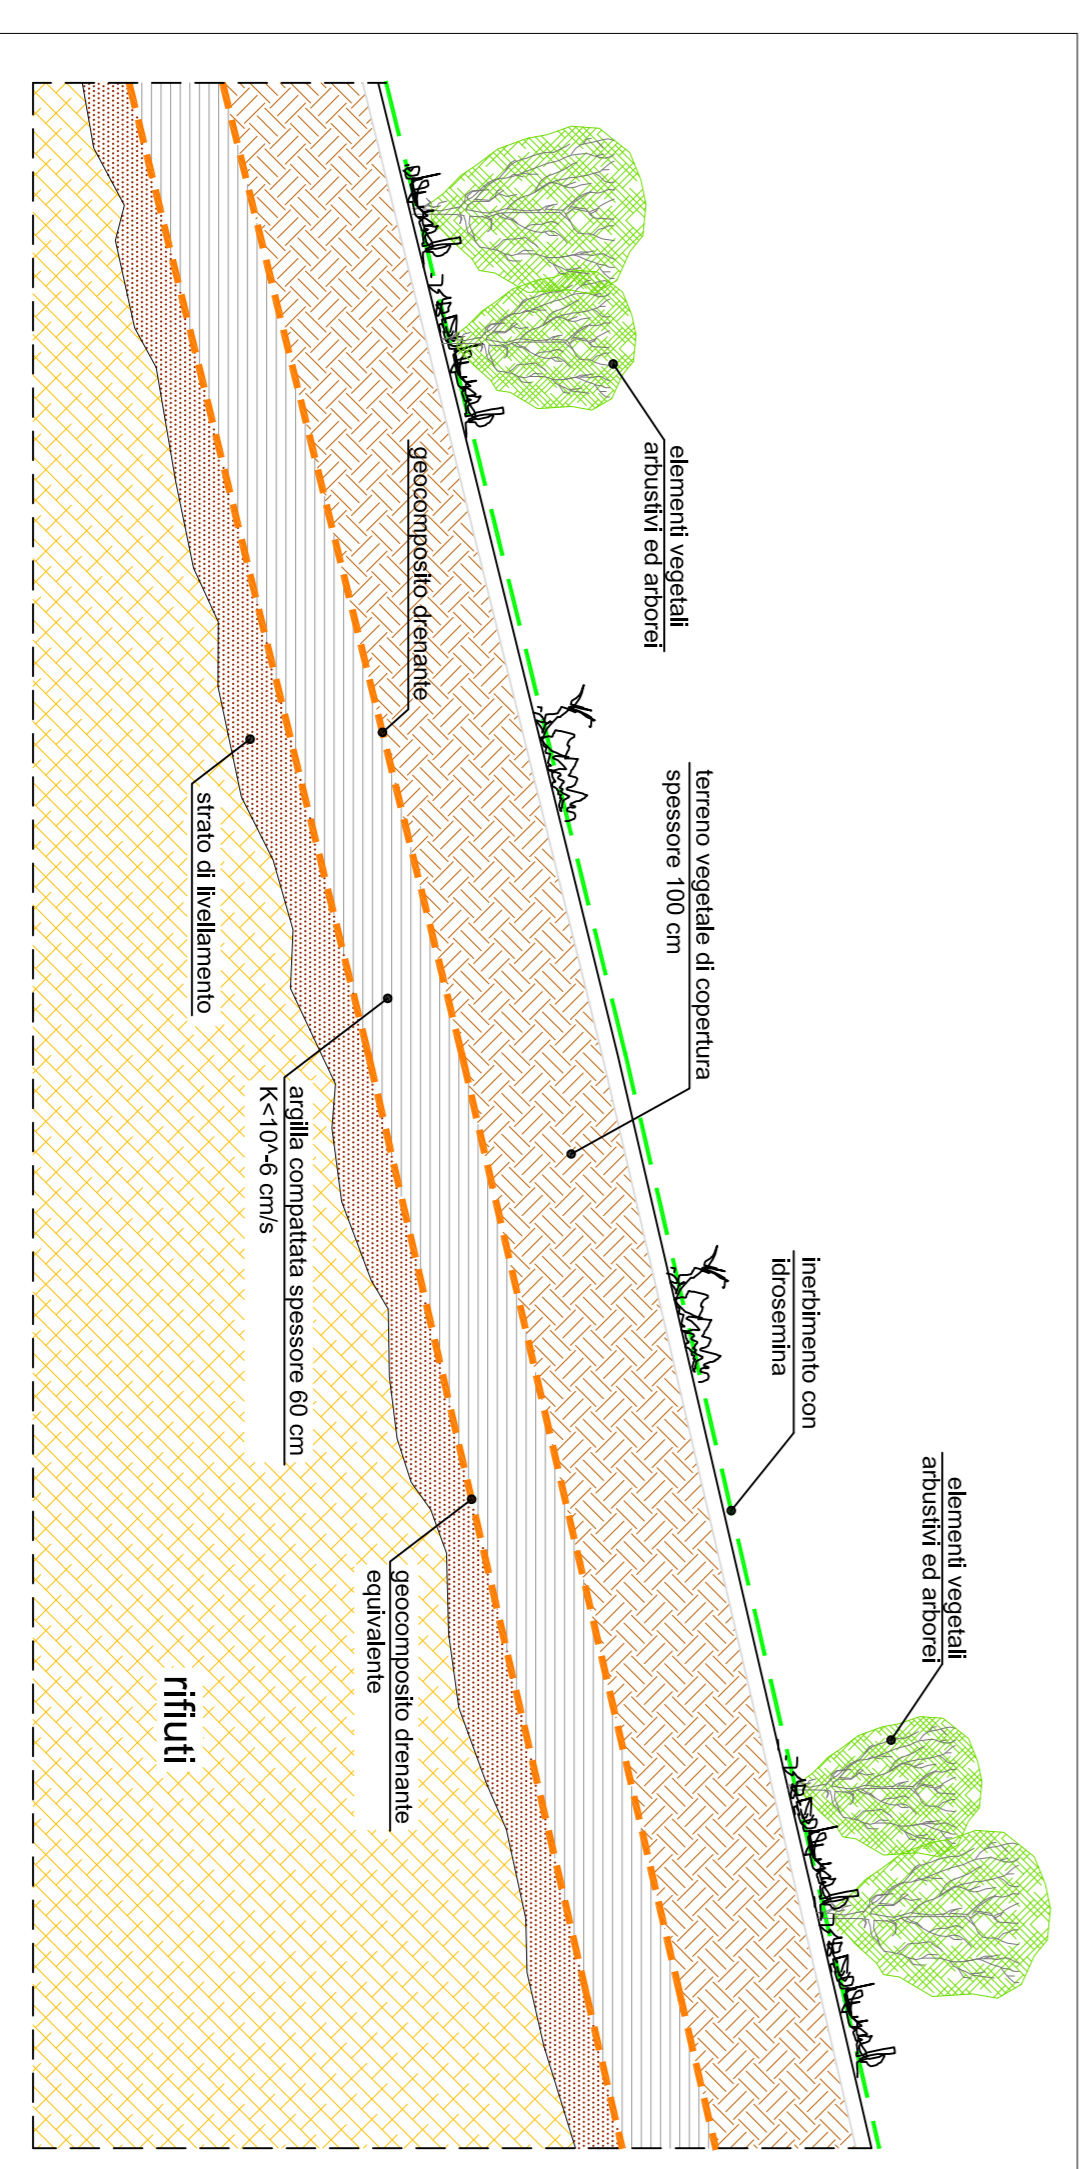 elementi vegetali
arbustivi ed arborei
inerbimento con
idrosemina
terreno vegetale di copertura
spessore 100 cm
elementi vegetali
arbustivi ed arborei
geocomposito drenante
geocomposito drenante
equivalente
argilla compattata spessore 60 cm
K<10^-6 cm/s
strato di livellamento
rifiuti